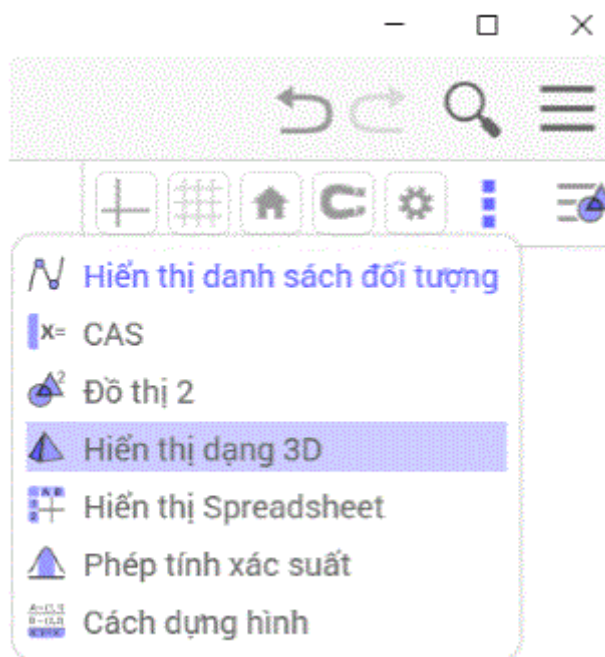 Hiển thị danh sách đối tượng
x= CAS
Đồ thị 2
Hiển thị dạng 3D
Hiển thị Spreadsheet
Phép tính xác suất
Cách dựng hình